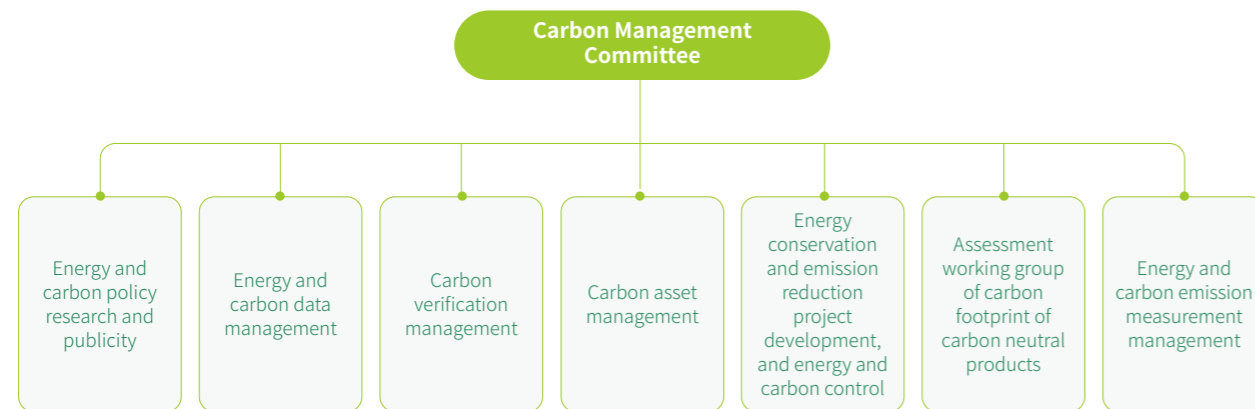 Carbon Management
Committee
Energy and
carbon policy
research and
publicity
Energy and
carbon data
management
Carbon
verification
management
Carbon asset
management
Energy
conservation
and emission
reduction
project
development,
and energy and
carbon control
Assessment
working group
of carbon
footprint of
carbon neutral
products
Energy and
carbon emission
measurement
management